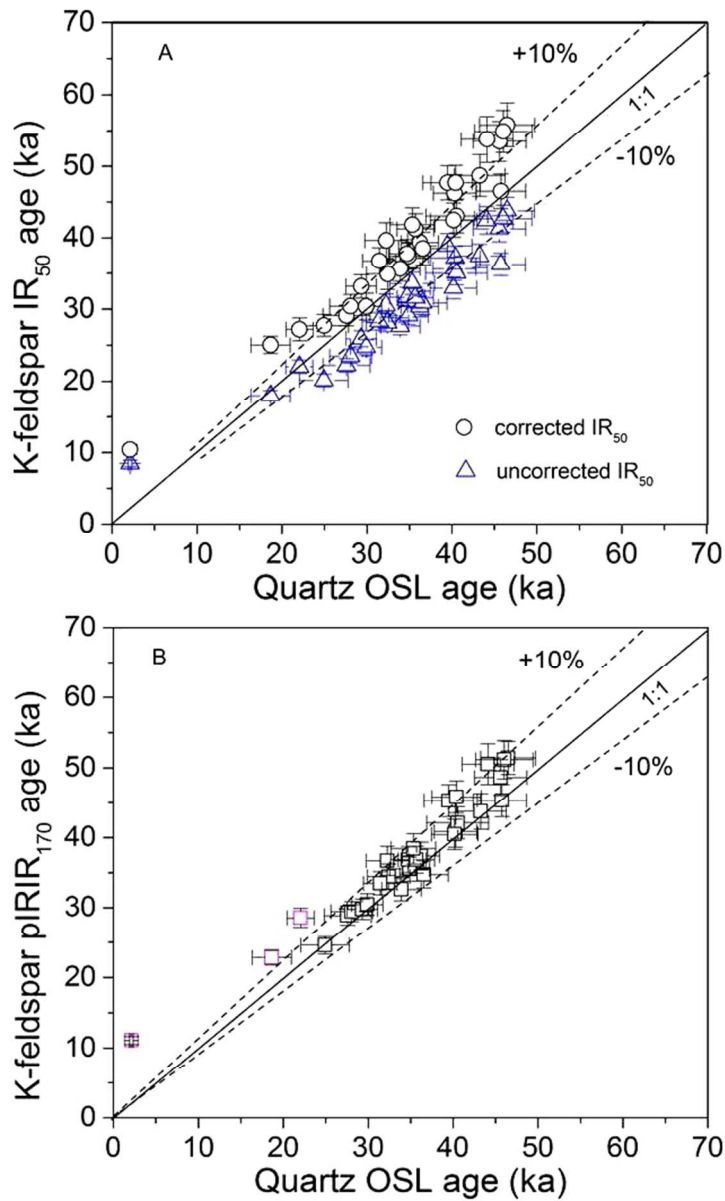 A
70
60
50
40
30
20
10
0
+10%
1:1
-10%
corrected IR50
uncorrected IR50
K-feldspar IR50 age (ka)
0 10 20 30 40 50 60 70
Quartz OSL age (ka)
B
70
60
50
40
30
20
10
0
+10%
1:1
-10%
K-feldspar pIRIR170 age (ka)
0 10 20 30 40 50 60 70
Quartz OSL age (ka)